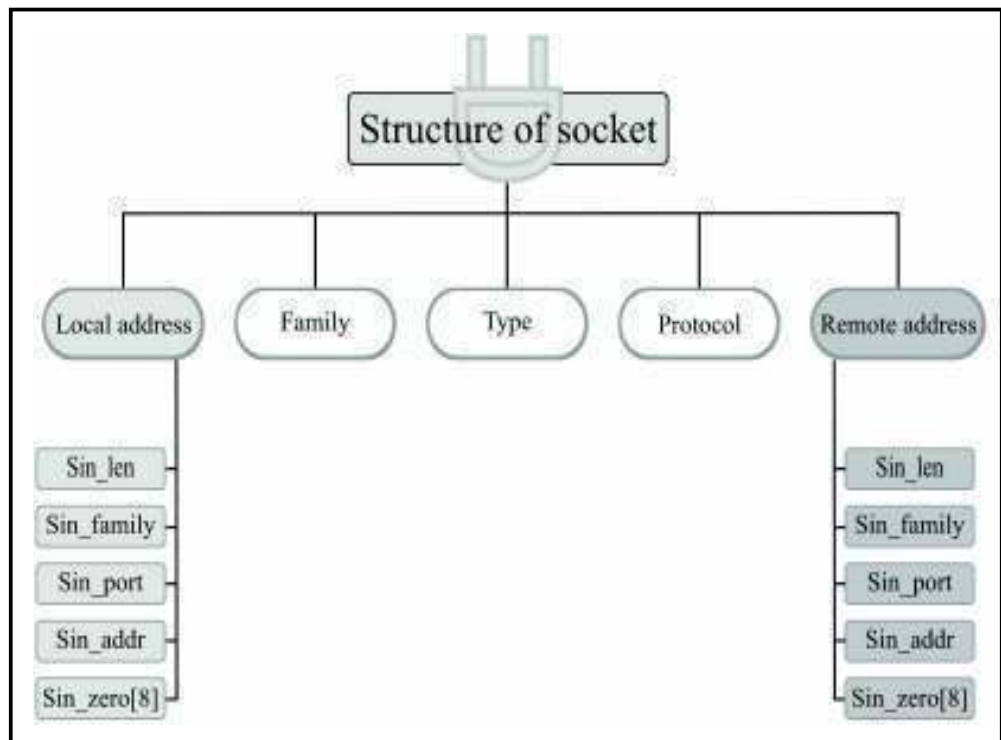 Structure of socket
Local address
Family
Type
Protocol
Remote address
Sin_len
Sin_family
Sin_port
Sin_addr
Sin_zero[8]
Sin_len
Sin_family
Sin_port
Sin_addr
Sin_zero[8]